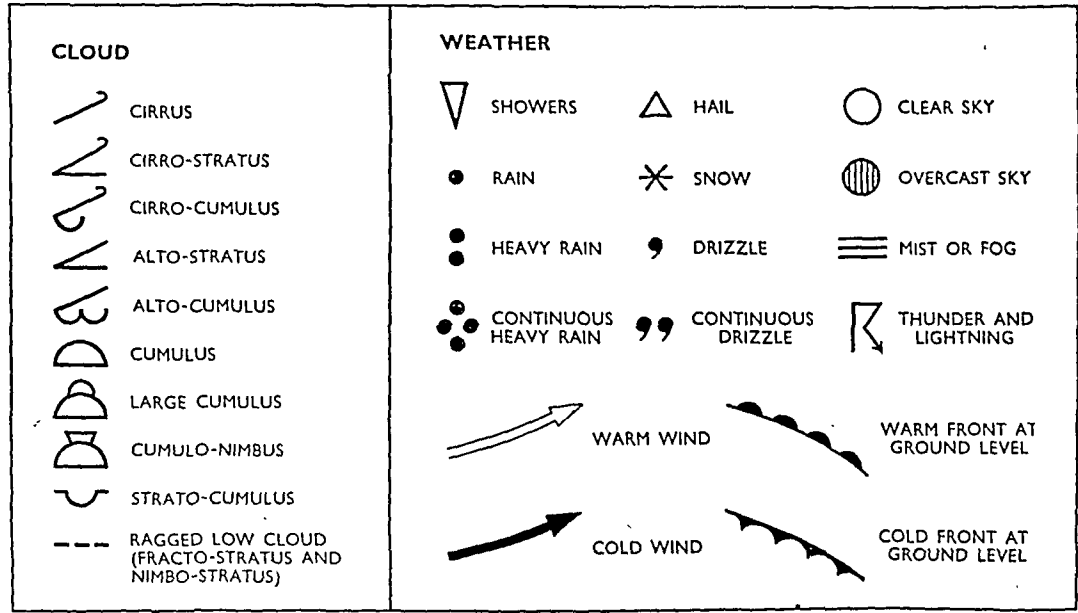 CLOUD
CIRRUS
CIRRO-STRATUS
CIRRO-CUMULUS
ALTO-STRATUS
ALTO-CUMULUS
CUMULUS
LARGE CUMULUS
CUMULO-NIMBUS
STRATO-CUMULUS
RAGGED LOW CLOUD
(FRACTO-STRATUS AND
NIMBO-STRATUS)
WEATHER
SHOWERS
HAIL
CLEAR SKY
RAIN
SNOW
OVERCAST SKY
HEAVY RAIN
DRIZZLE
MIST OR FOG
CONTINUOUS
HEAVY RAIN
CONTINUOUS
DRIZZLE
THUNDER AND
LIGHTNING
WARM WIND
WARM FRONT AT
GROUND LEVEL
COLD WIND
COLD FRONT AT
GROUND LEVEL